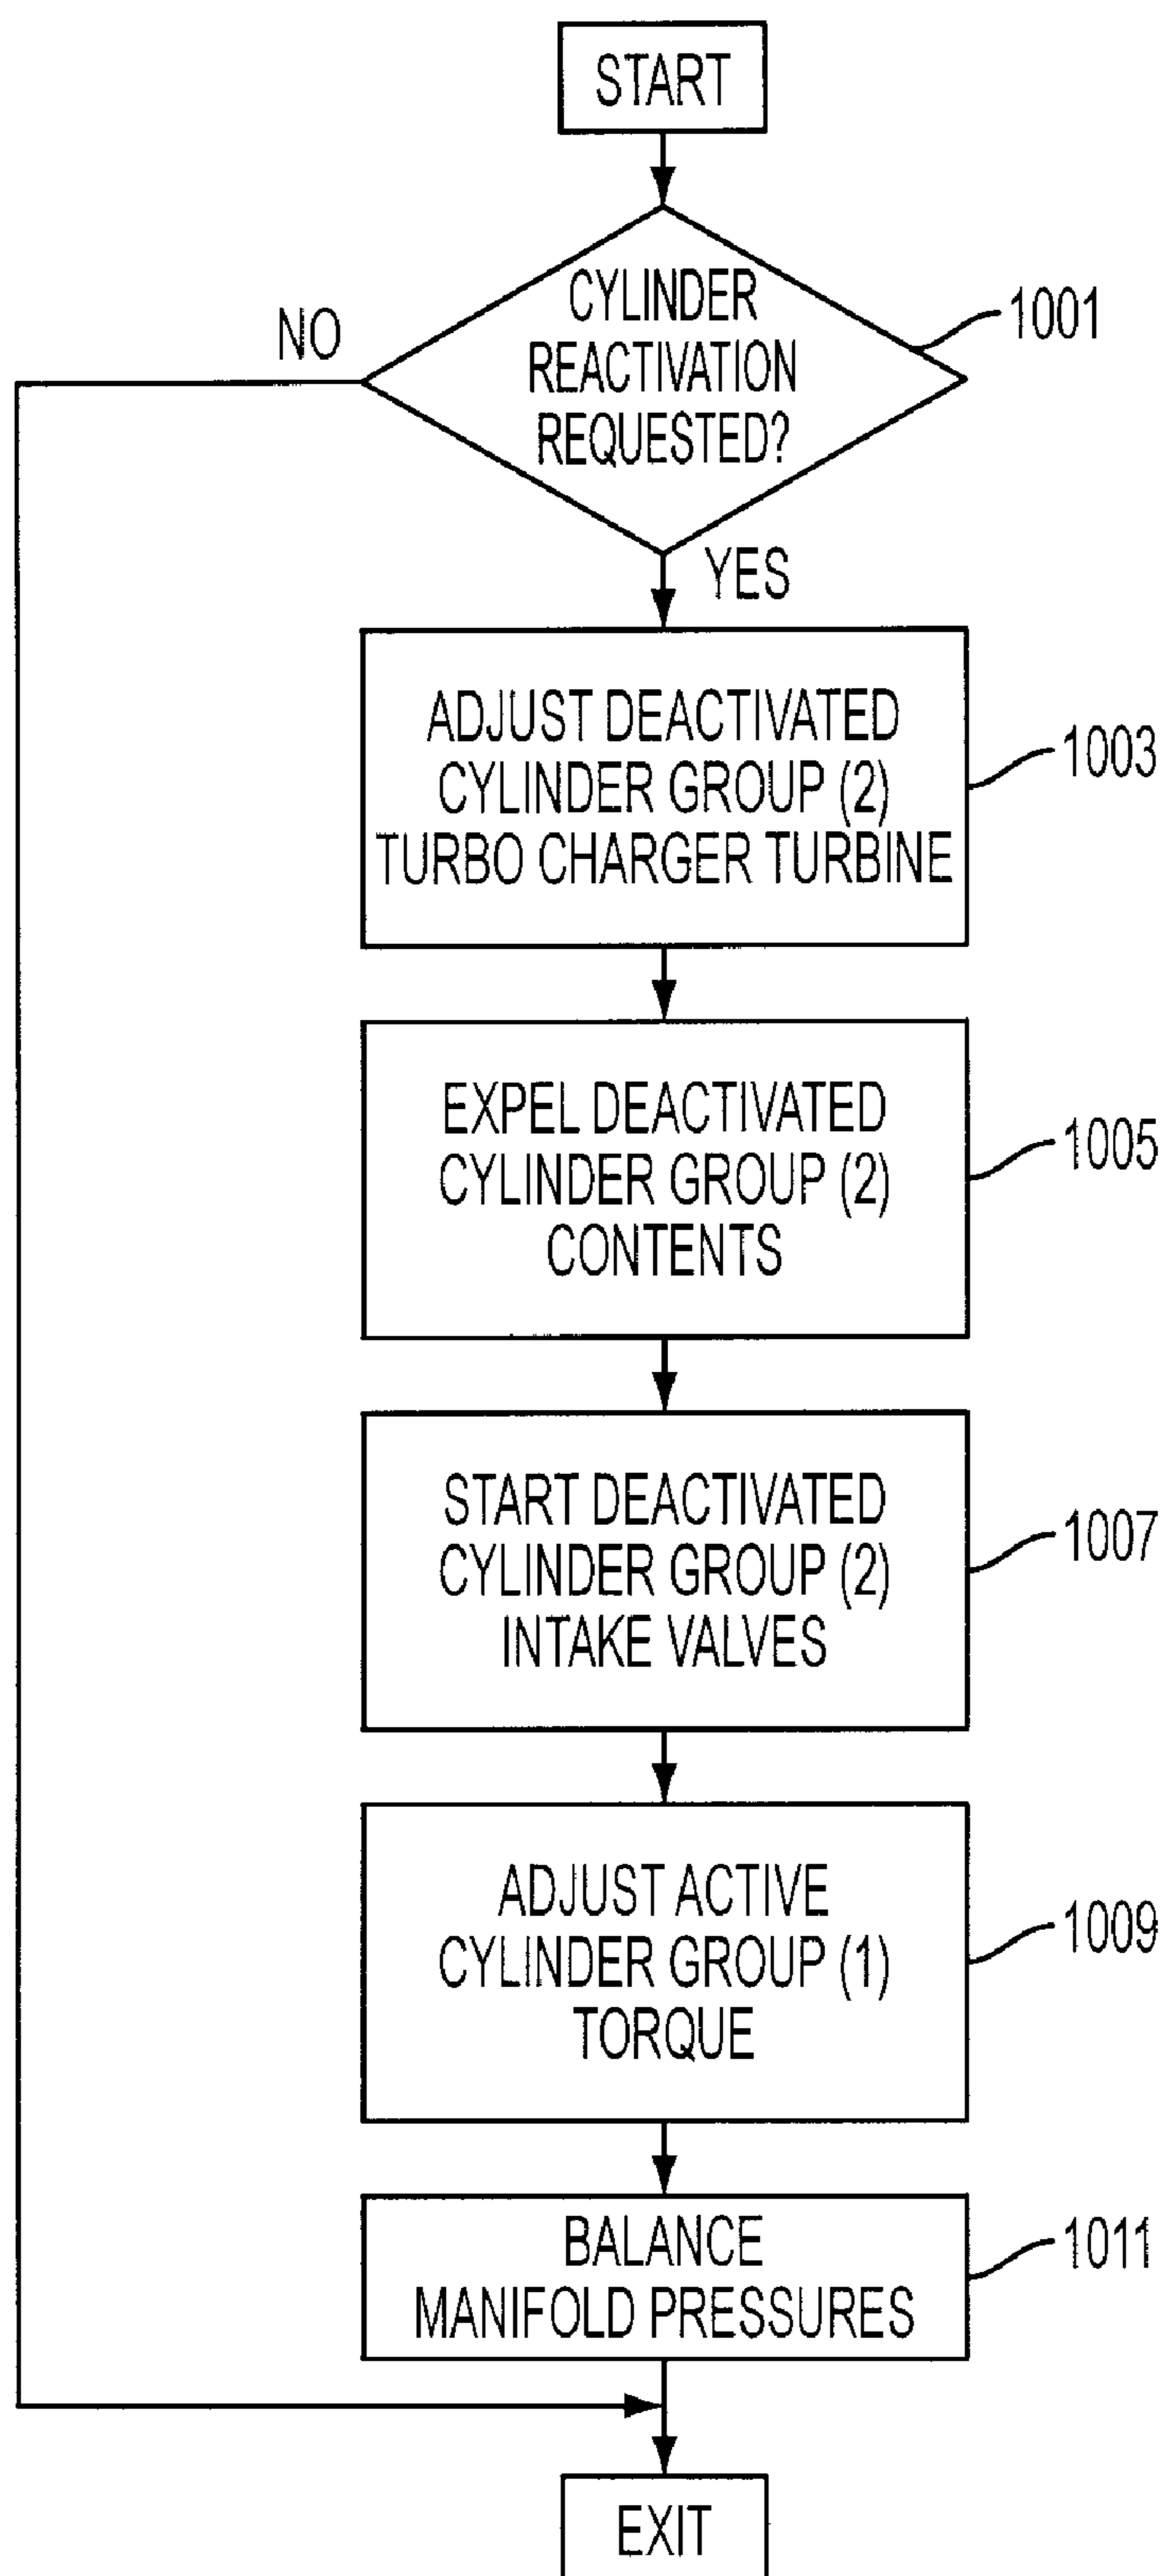 START
CYLINDER
REACTIVATION
REQUESTED?
1001
NO
YES
ADJUST DEACTIVATED
CYLINDER GROUP (2)
TURBO CHARGER TURBINE
1003
EXPEL DEACTIVATED
CYLINDER GROUP (2)
CONTENTS
1005
START DEACTIVATED
CYLINDER GROUP (2)
INTAKE VALVES
1007
ADJUST ACTIVE
CYLINDER GROUP (1)
TORQUE
1009
BALANCE
MANIFOLD PRESSURES
1011
EXIT